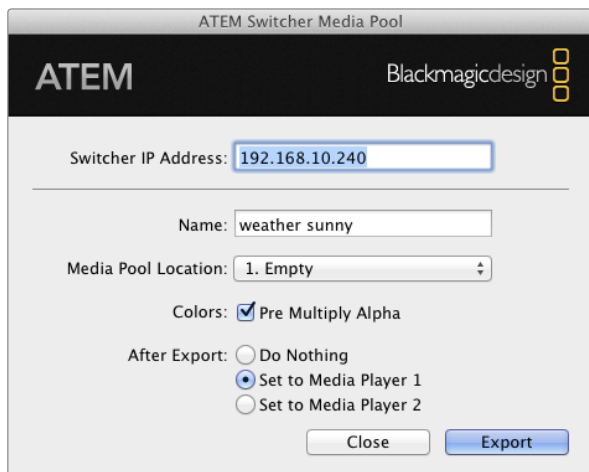 ATEM Switcher Media Pool
ATEM
Blackmagicdesign
Switcher IP Address: 192.168.10.240
Name: weather sunny
Media Pool Location: 1. Empty
Colors: Pre Multiply Alpha
After Export: Do Nothing
Set to Media Player 1
Set to Media Player 2
Close Export